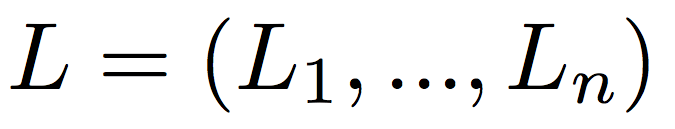 L = (L₁, ..., Lₙ)